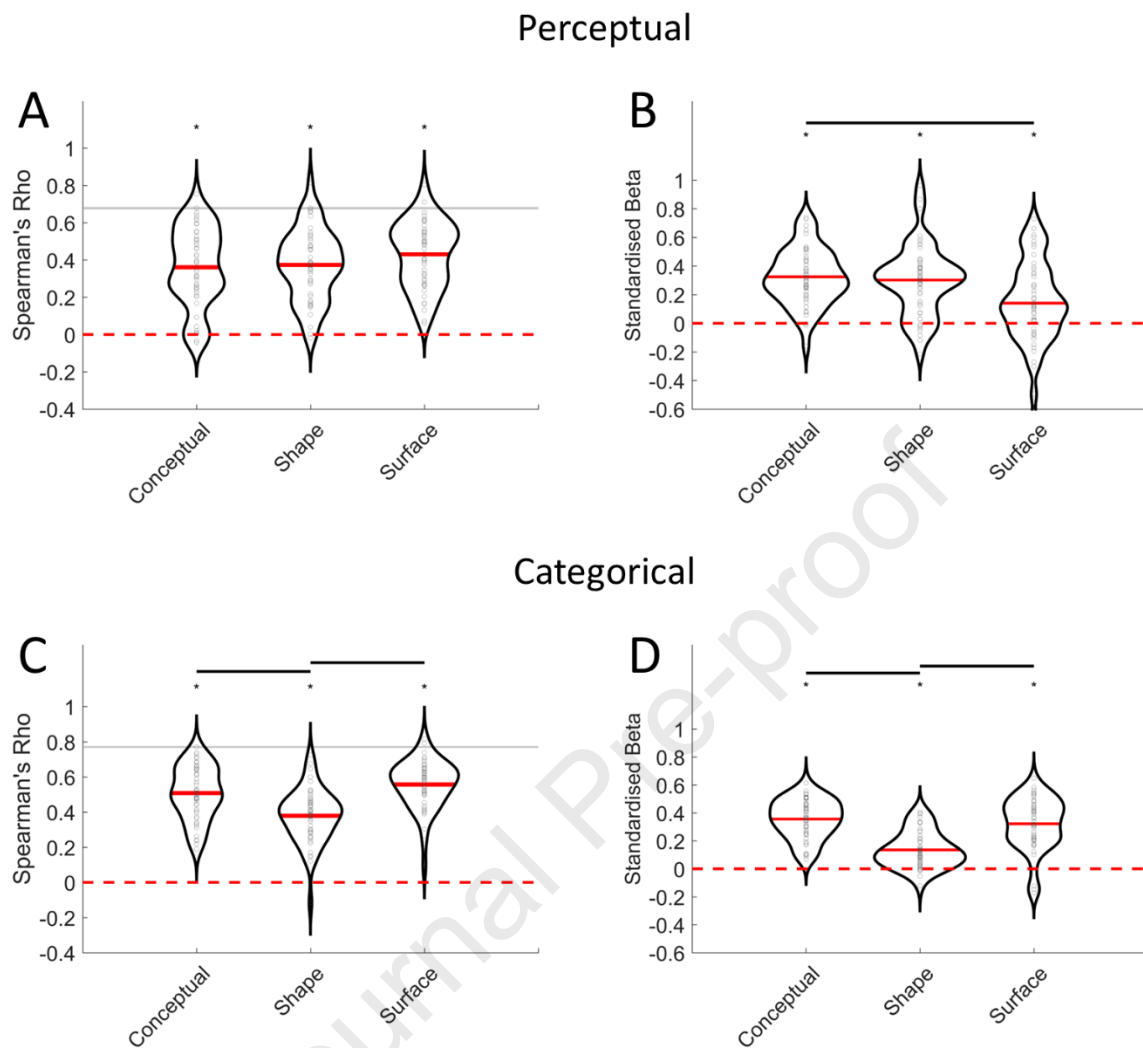 Perceptual
A
B
* * *
* * *
Spearman's Rho
1
0.8
0.6
0.4
0.2
0
-0.2
-0.4
Conceptual
Shape
Surface
Standardised Beta
1
0.8
0.6
0.4
0.2
0
-0.2
-0.4
-0.6
Conceptual
Shape
Surface
Categorical
C
D
* * *
* * *
Spearman's Rho
1
0.8
0.6
0.4
0.2
0
-0.2
0.4
Conceptual
Shape
Surface
Standardised Beta
1
0.8
0.6
0.4
0.2
0
-0.2
-0.4
-0.6
Conceptual
Shape
Surface
urnal Pre-proof